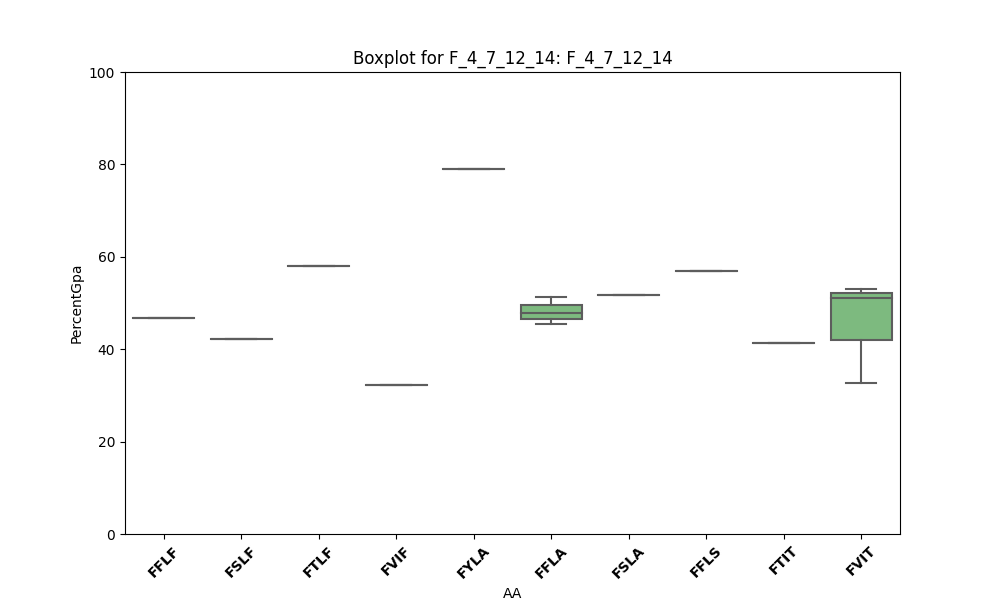 Boxplot for F_4_7_12_14: F_4_7_12_14
100
80
60
40
20
0
PercentGpa
FFLF
FSLF
FTLF
FVIF
FYLA
FFLA
FSLA
FFLS
FTIT
FVIT
AA